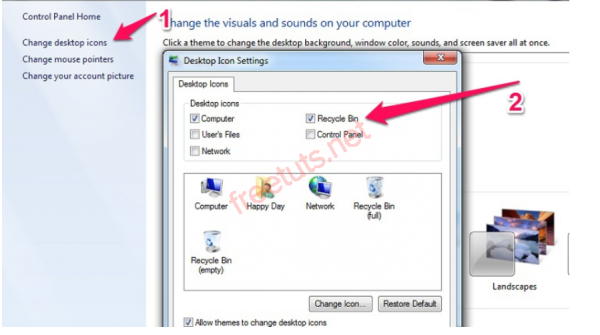 Control Panel Home
Change desktop icons
Change mouse pointers
Change your account picture
1
Change the visuals and sounds on your computer
Click a theme to change the desktop background, window color, sounds, and screen saver all at once.
Desktop Icon Settings
Desktop Icons
Desktop icons
Computer
Recycle Bin
User's Files
Control Panel
Network
2
freetuts.net
Computer
Happy Day
Network
Recycle Bin
(full)
Recycle Bin
(empty)
Change Icon...
Restore Default
Allow themes to change desktop icons
Landscapes